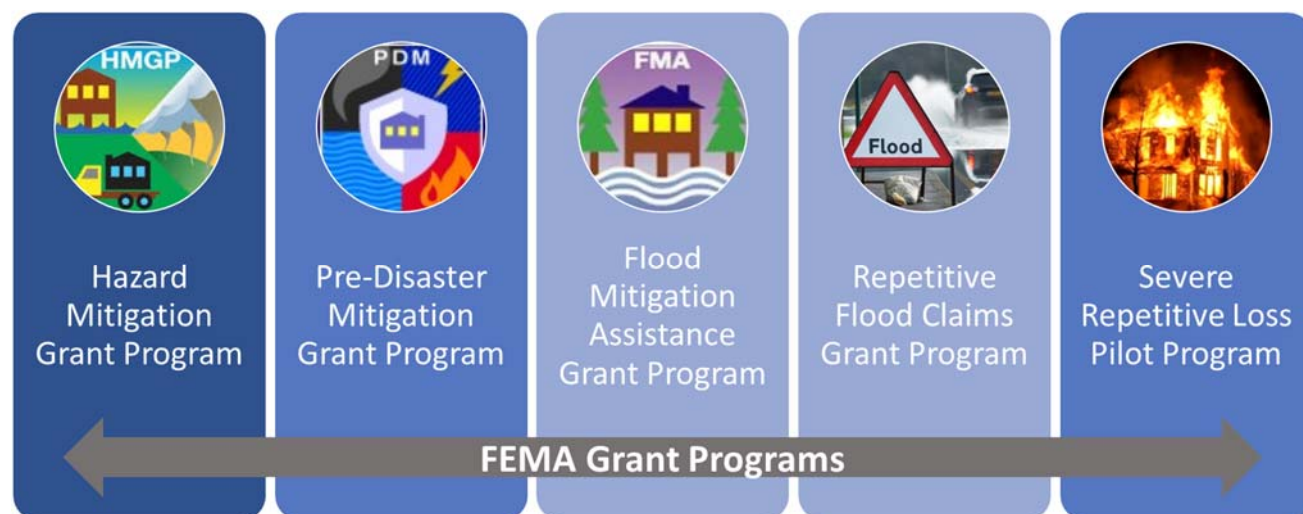 HMGP
PDM
FMA
Flood
Hazard
Mitigation
Grant Program
Pre-Disaster
Mitigation
Grant Program
Flood
Mitigation
Assistance
Grant Program
Repetitive
Flood Claims
Grant Program
Severe
Repetitive Loss
Pilot Program
FEMA Grant Programs